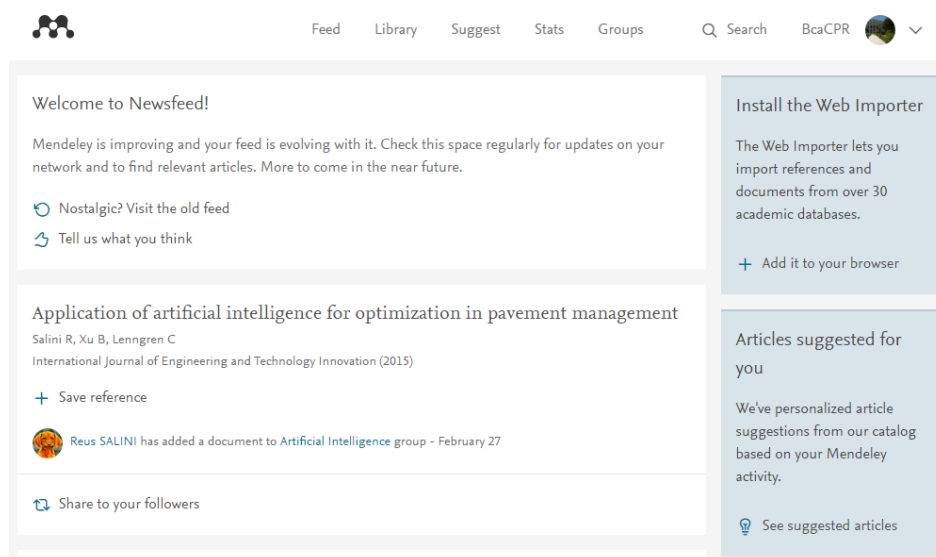 Feed Library Suggest Stats Groups Search BcaCPR
Welcome to Newsfeed!
Mendeley is improving and your feed is evolving with it. Check this space regularly for updates on your
network and to find relevant articles. More to come in the near future.
Nostalgic? Visit the old feed
Tell us what you think
Application of artificial intelligence for optimization in pavement management
Salini R, Xu B, Lenngren C
International Journal of Engineering and Technology Innovation (2015)
Save reference
Reus SALINI has added a document to Artificial Intelligence group - February 27
Share to your followers
Install the Web Importer
The Web Importer lets you
import references and
documents from over 30
academic databases.
Add it to your browser
Articles suggested for
you
We've personalized article
suggestions from our catalog
based on your Mendeley
activity.
See suggested articles